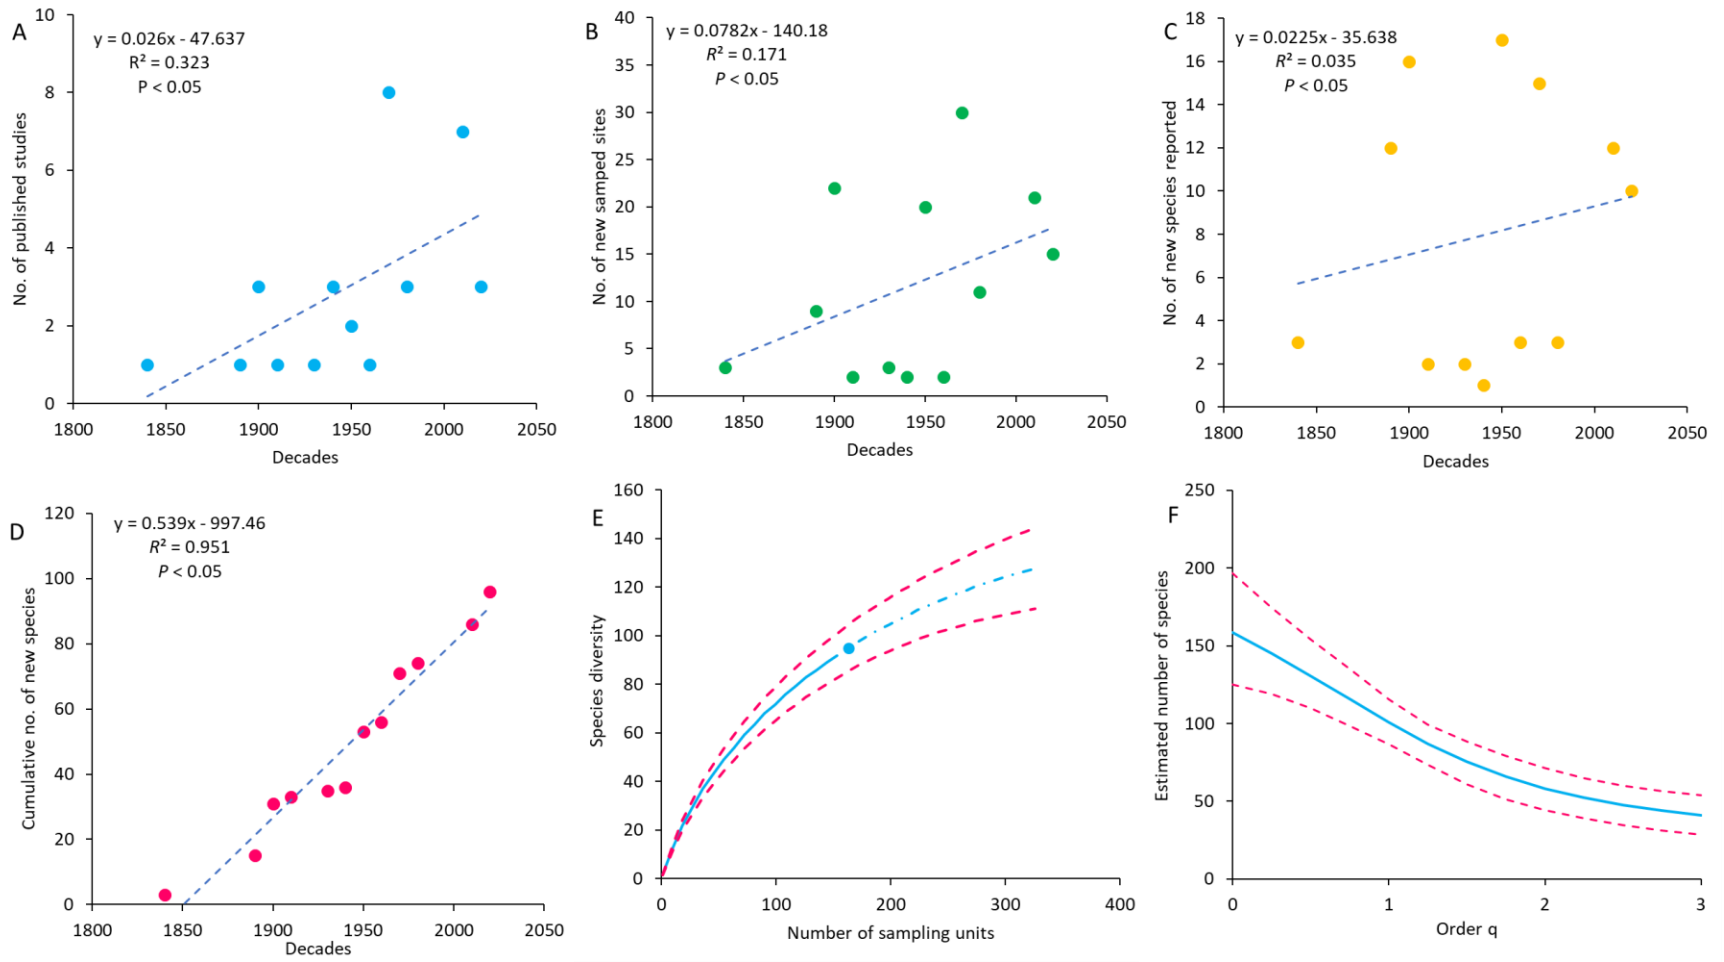 A
y = 0.026x - 47.637
R² = 0.323
P < 0.05
No. of published studies
10
8
6
4
2
0
1800
1850
1900
1950
2000
2050
Decades
B
y = 0.0782x - 140.18
R² = 0.171
P < 0.05
No. of new samped sites
40
35
30
25
20
15
10
5
0
1800
1850
1900
1950
2000
2050
Decades
C
y = 0.0225x - 35.638
R² = 0.035
P < 0.05
No. of new species reported
18
16
14
12
10
8
6
4
2
0
1800
1850
1900
1950
2000
2050
Decades
D
y = 0.539x - 997.46
R² = 0.951
P < 0.05
Cumulative no. of new species
120
100
80
60
40
20
0
1800
1850
1900
1950
2000
2050
Decades
E
Species diversity
160
140
120
100
80
60
40
20
0
0
100
200
300
400
Number of sampling units
F
Estimated number of species
250
200
150
100
50
0
0
1
2
3
Order q